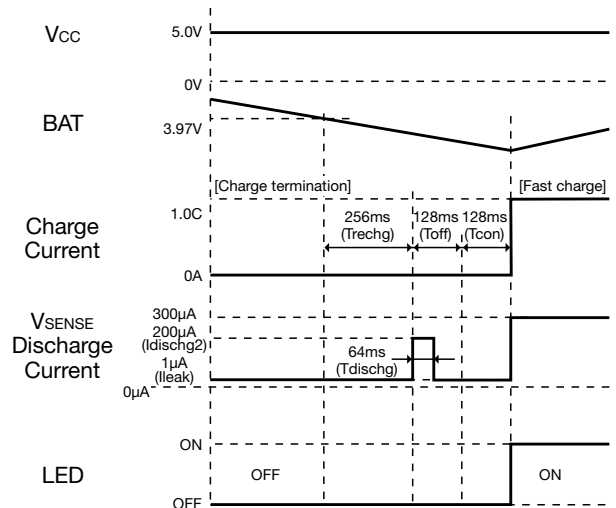 VCC
5.0V
0V
BAT
3.97V
[Charge termination]
[Fast charge]
Charge
Current
1.0C
256ms
(Trechg)
128ms
(Toff)
128ms
(Tcon)
0A
VSENSE
Discharge
Current
300µA
200µA
(Idischg2)
1µA
(Ileak)
0µA
64ms
(Tdischg)
LED
ON
OFF
ON
OFF